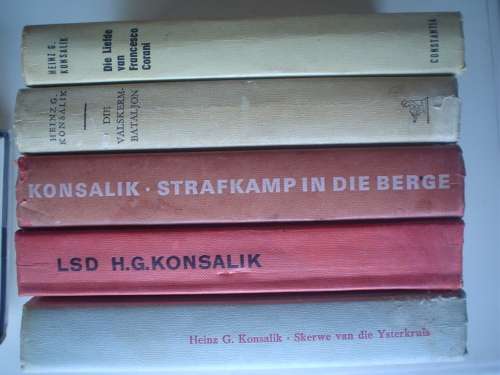 HEINZ G.
KONSALIK
Die Liefde
van
Francesco
Corani
CONSTANTIA
HEINZ G.
KONSALIK
DIE
VALSKERM-
BATALJON
KONSALIK · STRAFKAMP IN DIE BERGE
LSD H.G.KONSALIK
Heinz G. Konsalik · Skerwe van die Ysterkruis